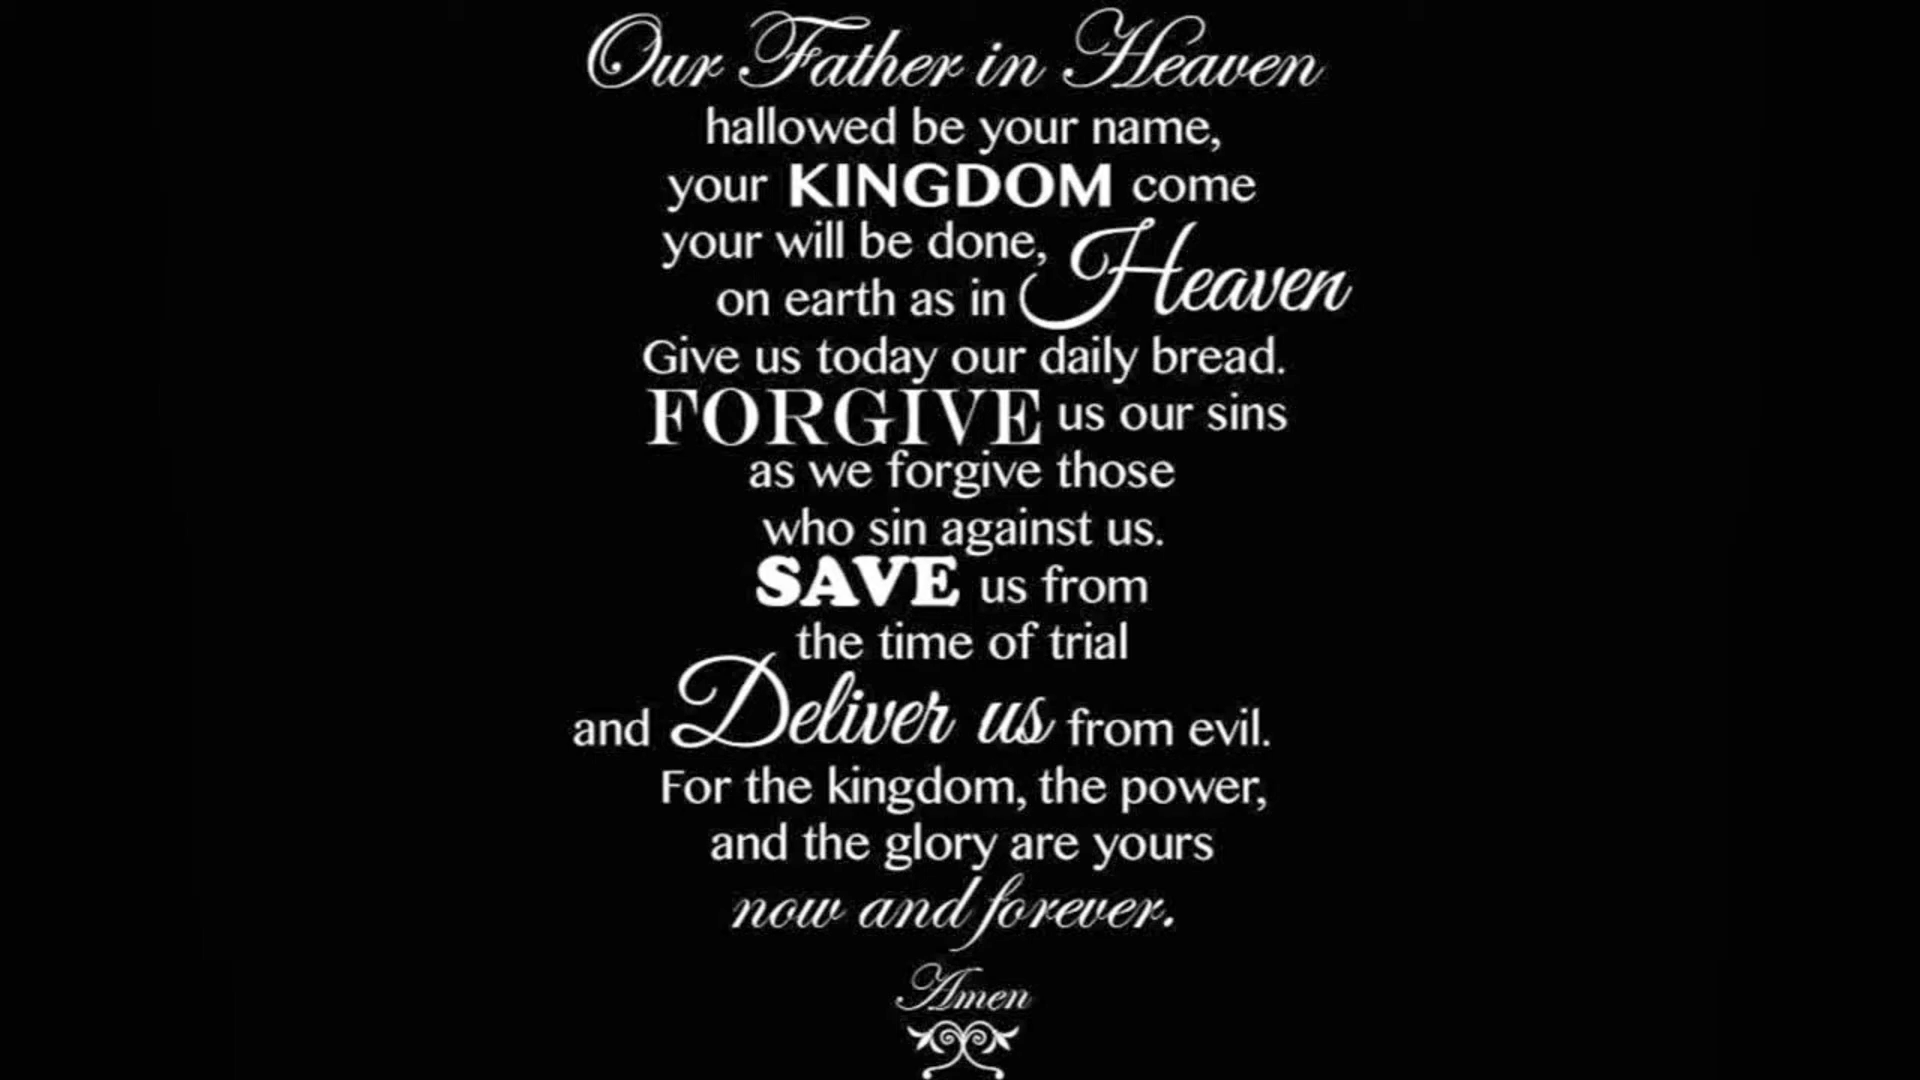 Our Father in Heaven
hallowed be your name,
your KINGDOM come
your will be done,
on earth as in Heaven
Give us today our daily bread.
FORGIVE us our sins
as we forgive those
who sin against us.
SAVE us from
the time of trial
and Deliver us from evil.
For the kingdom, the power,
and the glory are yours
now and forever.
Amen